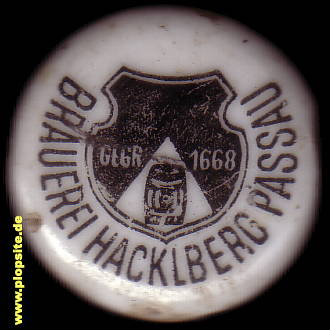 GEGR 1668
BRAUEREI HACKLBERG PASSAU
www.plopsite.de